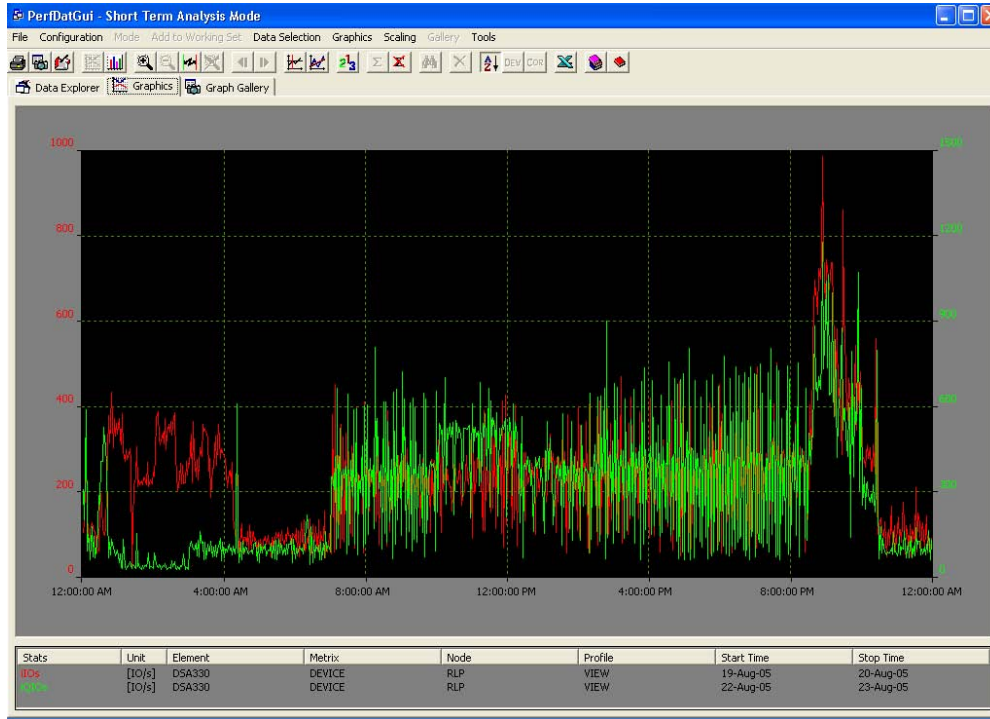 PerfDatGui - Short Term Analysis Mode
File Configuration Mode Add to Working Set Data Selection Graphics Scaling Gallery Tools
DEV COR
Data Explorer Graphics Graph Gallery
1000 1500
800 1200
600 900
400 600
200 300
0 0
12:00:00 AM 4:00:00 AM 8:00:00 AM 12:00:00 PM 4:00:00 PM 8:00:00 PM 12:00:00 AM
Stats Unit Element Metrix Node Profile Start Time Stop Time
[IO/s] DSA330 DEVICE RLP VIEW 19-Aug-05 20-Aug-05
[IO/s] DSA330 DEVICE RLP VIEW 22-Aug-05 23-Aug-05